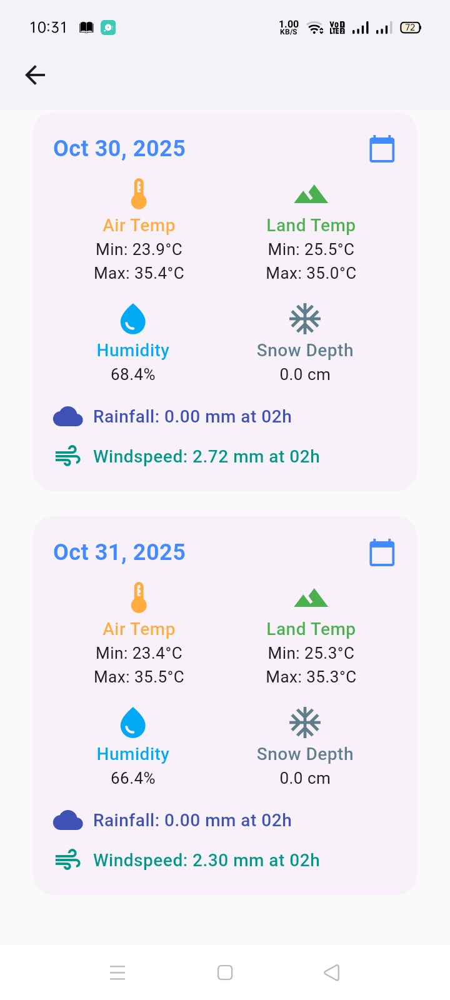 10:31 1.00 KB/S Vo 1 LTE 2 72
Oct 30, 2025
Air Temp Land Temp
Min: 23.9°C Min: 25.5°C
Max: 35.4°C Max: 35.0°C
Humidity Snow Depth
68.4% 0.0 cm
Rainfall: 0.00 mm at 02h
Windspeed: 2.72 mm at 02h
Oct 31, 2025
Air Temp Land Temp
Min: 23.4°C Min: 25.3°C
Max: 35.5°C Max: 35.3°C
Humidity Snow Depth
66.4% 0.0 cm
Rainfall: 0.00 mm at 02h
Windspeed: 2.30 mm at 02h